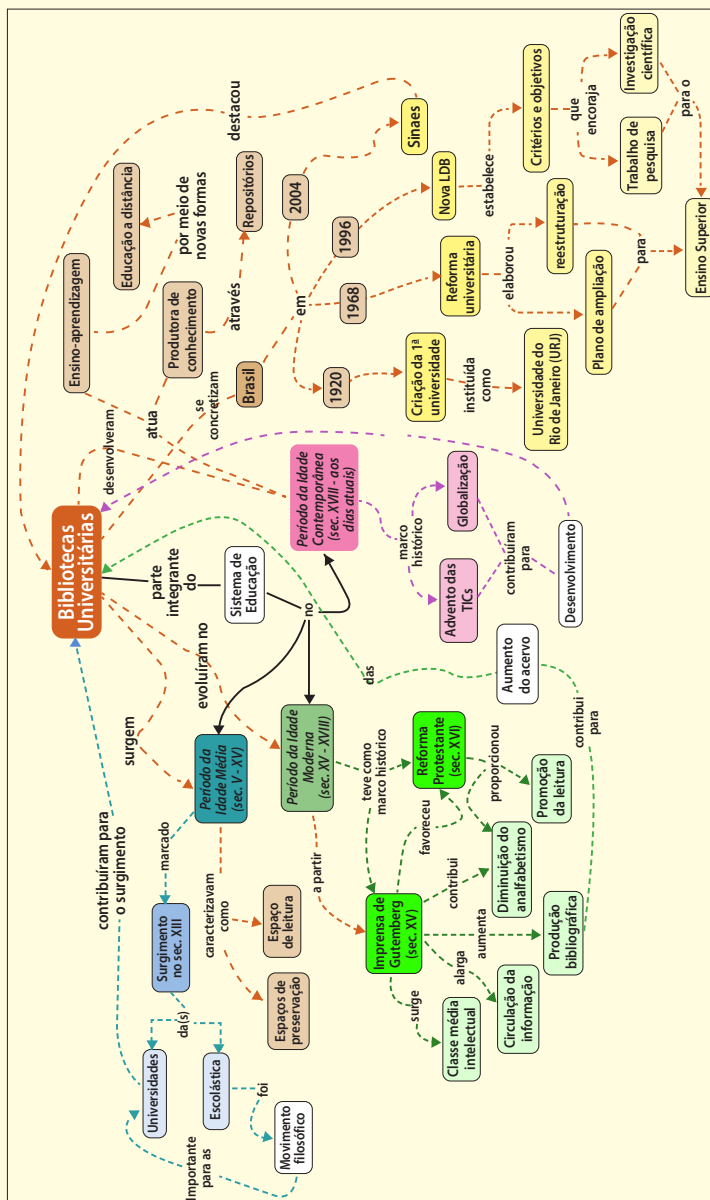 Bibliotecas
Universitárias
contribuíram para
o surgimento
surgem
evoluíram no
parte
integrante
do
Sistema de
Educação
no
desenvolveram
atua
se
concretizam
destacou
Importante
para as
Universidades
Escolástica
foi
Movimento
filosófico
da(s)
Surgimento
no sec. XIII
marcado
Período da
Idade Média
(sec. V - XV)
caracterizavam
como
Espaços de
preservação
Espaço
de leitura
Período da Idade
Moderna
(sec. XV - XVIII)
a partir
teve como
marco histórico
Imprensa de
Gutemberg
(sec. XV)
favoreceu
Reforma
Protestante
(sec. XVI)
surge
alarga
aumenta
contribui
proporcionou
Classe média
intelectual
Circulação da
informação
Produção
bibliográfica
Diminuição do
analfabetismo
Promoção
da leitura
contribui
para
Aumento
do acervo
das
Período da Idade
Contemporânea
(sec. XVIII - aos
dias atuais)
marco
histórico
Advento das
TICs
Globalização
contribuíram
para
Desenvolvimento
Ensino-aprendizagem
por meio de
novas formas
Educação a distância
Produtora de
conhecimento
através
Repositórios
Brasil
em
1920
1968
1996
2004
Criação da 1ª
universidade
instituída
como
Universidade do
Rio de Janeiro (URJ)
Reforma
universitária
elaborou
Plano de ampliação
reestruturação
para
Nova LDB
estabelece
Critérios e objetivos
que
encoraja
Trabalho de
pesquisa
Investigação
científica
para o
Ensino Superior
Sinaes